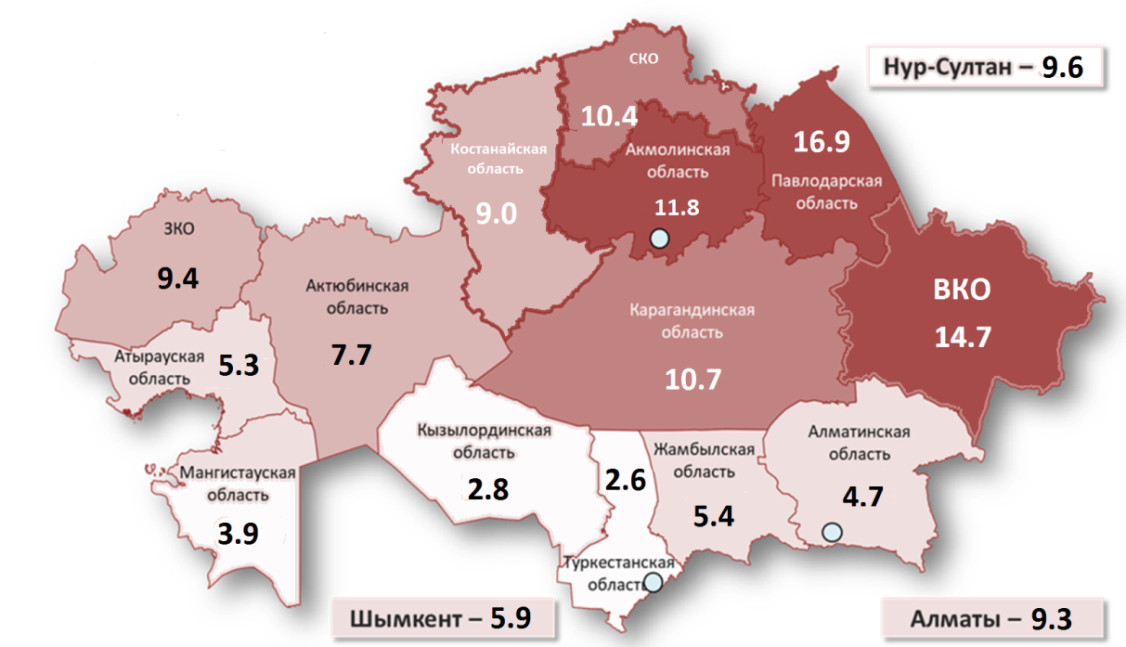 СКО
Нур-Султан – 9.6
10.4
16.9
Костанайская
область
Акмолинская
область
Павлодарская
область
9.0
11.8
ЗКО
9.4
Актюбинская
область
ВКО
14.7
Карагандинская
область
Атырауская
область
5.3
7.7
10.7
Кызылординская
область
2.8
2.6
Жамбылская
область
5.4
Алматинская
область
4.7
Мангистауская
область
3.9
Туркестанская
область
Шымкент – 5.9
Алматы – 9.3